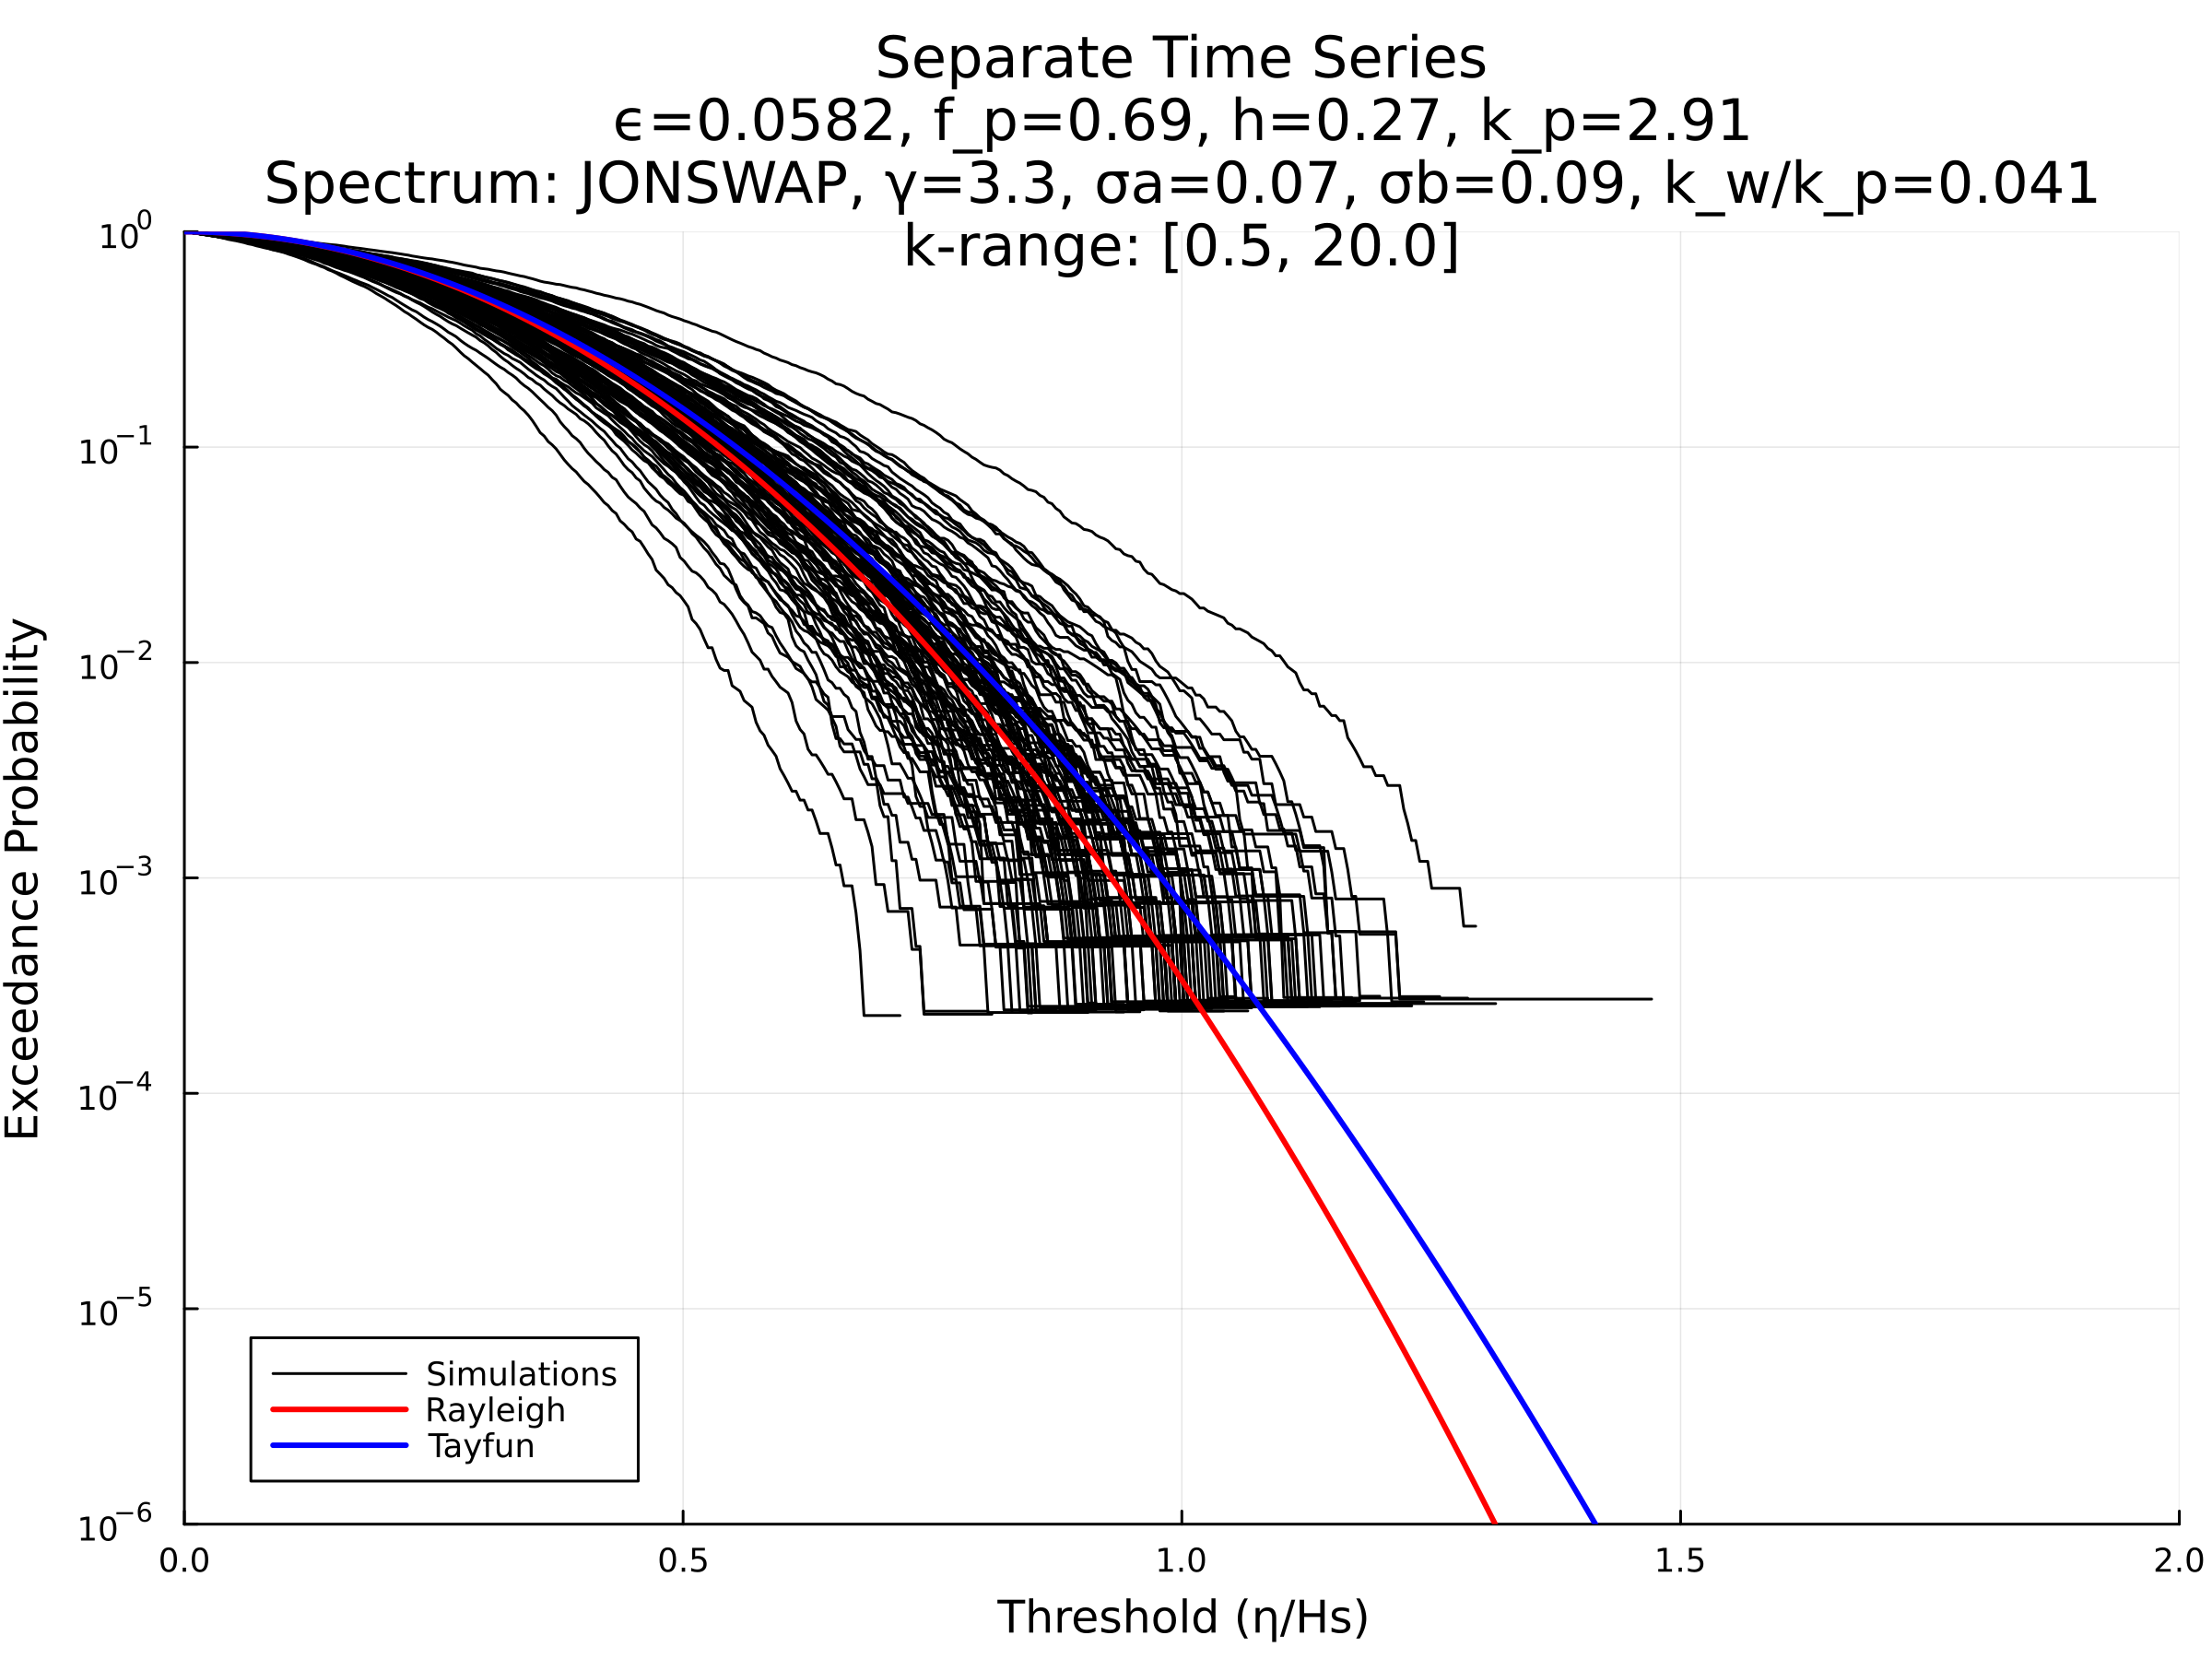 Separate Time Series
ϵ=0.0582, f_p=0.69, h=0.27, k_p=2.91
Spectrum: JONSWAP, γ=3.3, σa=0.07, σb=0.09, k_w/k_p=0.041
k-range: [0.5, 20.0]
10⁰
10⁻¹
10⁻²
10⁻³
10⁻⁴
10⁻⁵
10⁻⁶
Exceedance Probability
Simulations
Rayleigh
Tayfun
0.0 0.5 1.0 1.5 2.0
Threshold (η/Hs)